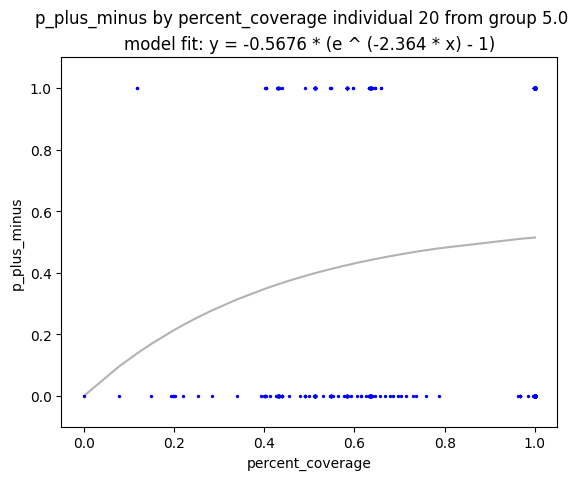 p_plus_minus by percent_coverage individual 20 from group 5.0
model fit: y = -0.5676 * (e ^ (-2.364 * x) - 1)
1.0
0.8
0.6
0.4
0.2
0.0
p_plus_minus
0.0 0.2 0.4 0.6 0.8 1.0
percent_coverage